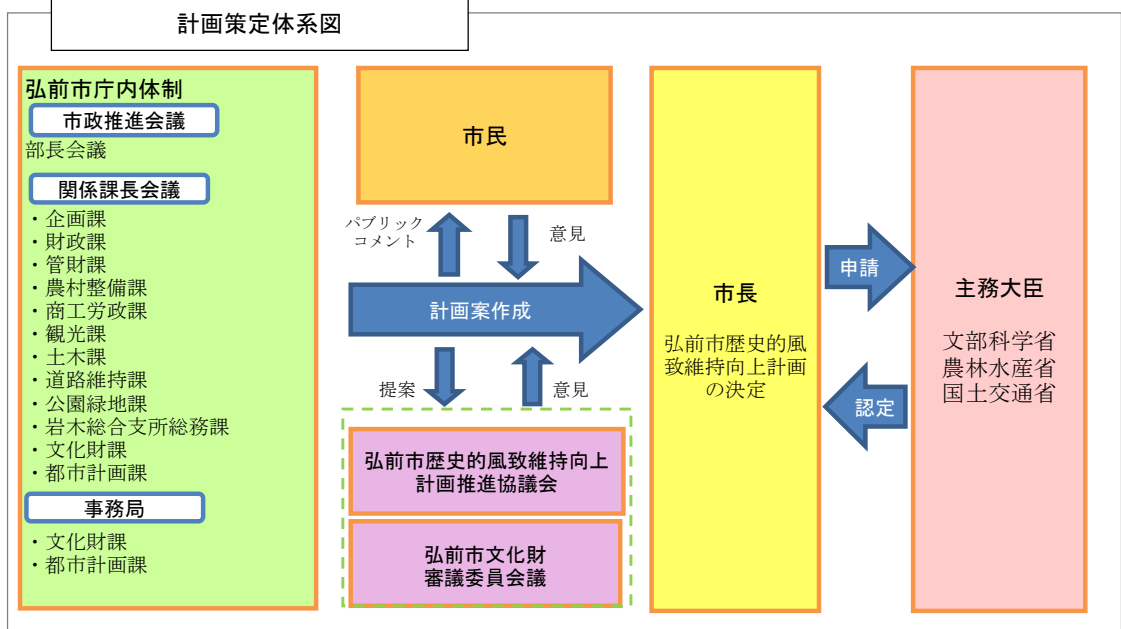 計画策定体系図
弘前市庁内体制
市政推進会議
部長会議
関係課長会議
・企画課
・財政課
・管財課
・農村整備課
・商工労政課
・観光課
・土木課
・道路維持課
・公園緑地課
・岩木総合支所総務課
・文化財課
・都市計画課
事務局
・文化財課
・都市計画課
市民
パブリック
コメント
意見
計画案作成
提案
意見
弘前市歴史的風致維持向上
計画推進協議会
弘前市文化財
審議委員会議
市長
弘前市歴史的風
致維持向上計画
の決定
申請
認定
主務大臣
文部科学省
農林水産省
国土交通省